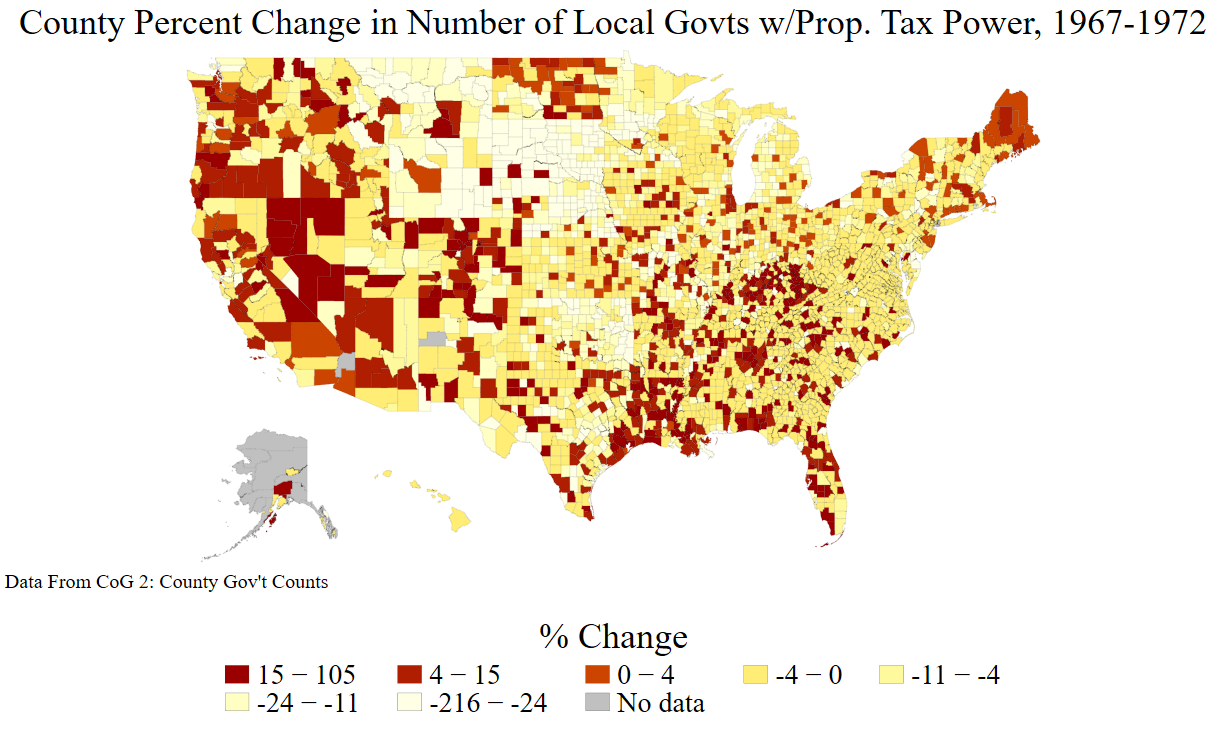 County Percent Change in Number of Local Govts w/Prop. Tax Power, 1967-1972
Data From CoG 2: County Gov't Counts
% Change
15 − 105 4 − 15 0 − 4 -4 − 0 -11 − -4
-24 − -11 -216 − -24 No data